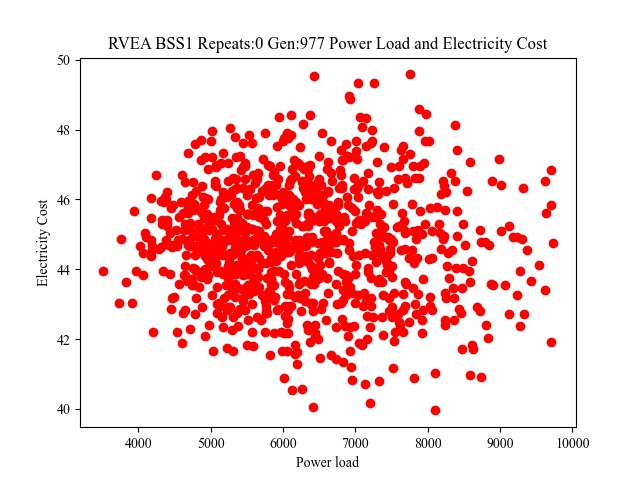 RVEA BSS1 Repeats:0 Gen:977 Power Load and Electricity Cost
50
48
46
44
42
40
Electricity Cost
4000 5000 6000 7000 8000 9000 10000
Power load